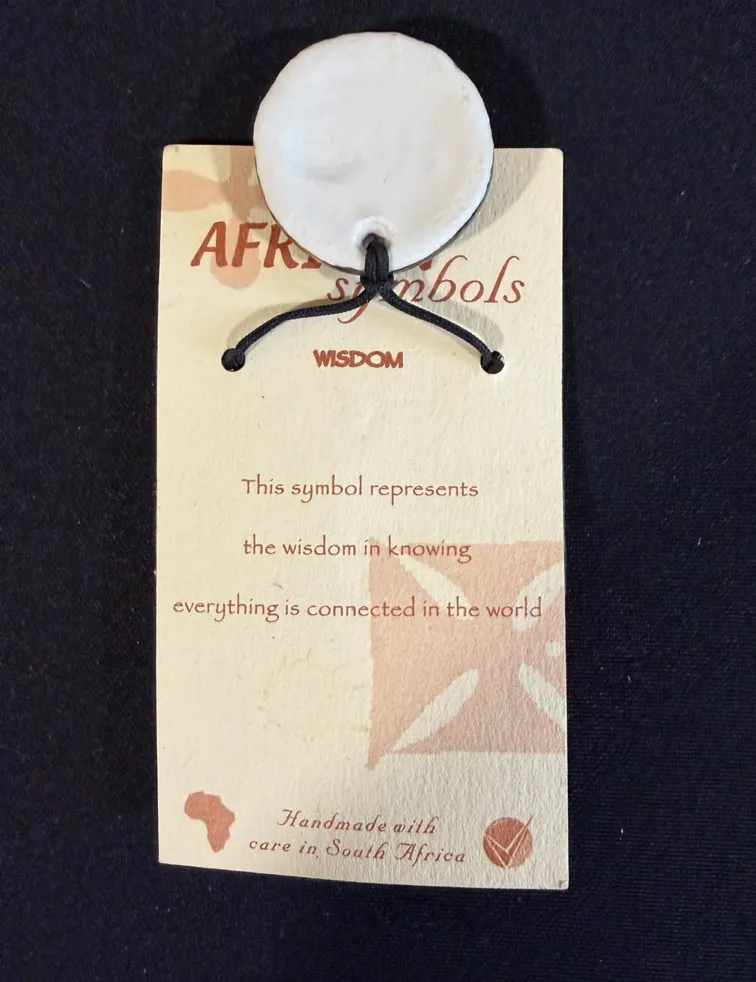 AFRI
symbols
WISDOM
This symbol represents
the wisdom in knowing
everything is connected in the world
Handmade with
care in South Africa